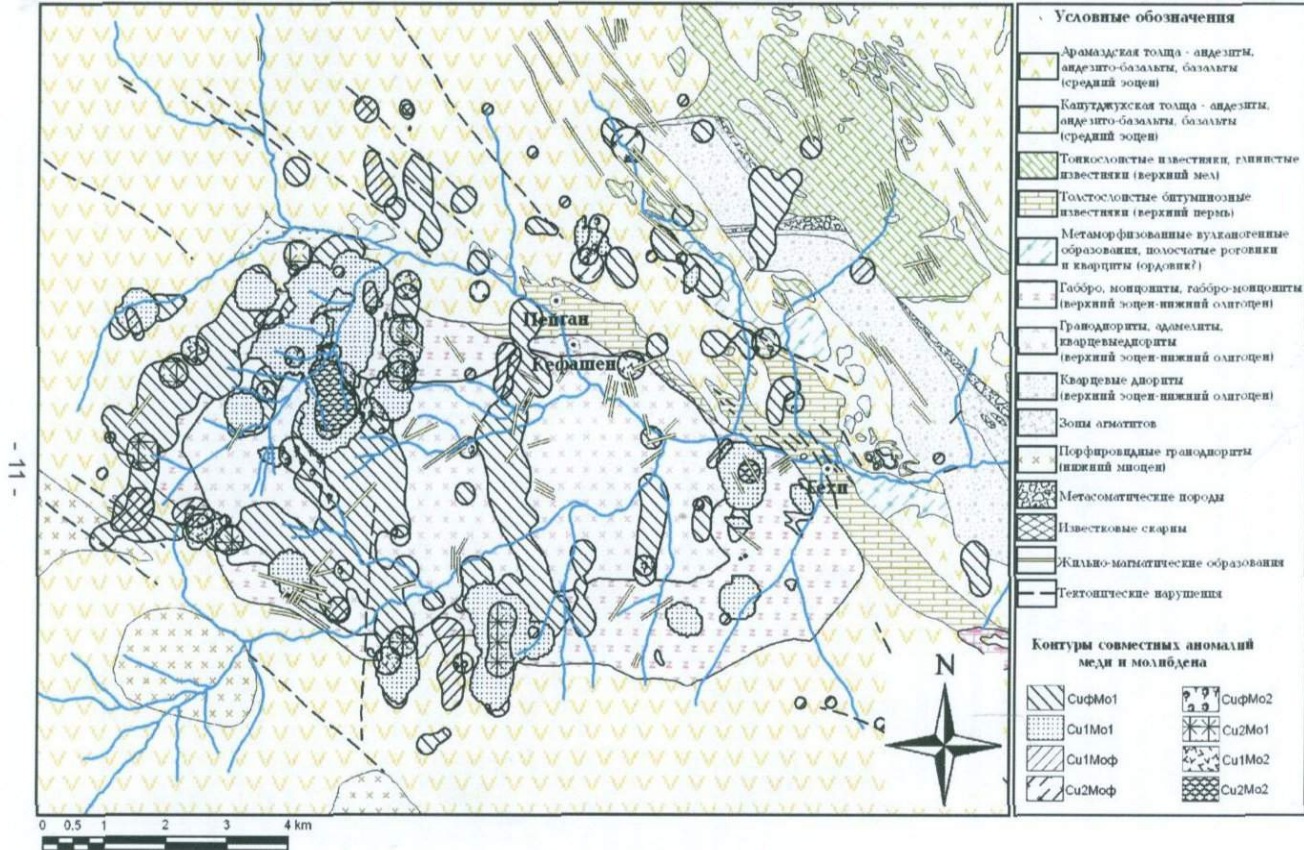 - 11 -
Пейган
Кефашен
Техи
N
0 0.5 1 2 3 4 km
Условные обозначения
Арамаздская толща - андезиты,
андезито-базальты, базальты
(средний эоцен)
Капутджухская толща - андезиты,
андезито-базальты, базальты
(средний эоцен)
Тонкослоистые известняки, глинистые
известняки (верхний мел)
Толстослоистые битуминозные
известняки (верхний пермь)
Метаморфизованные вулканогенные
образования, полосчатые роговики
и кварциты (ордовик?)
Габбро, монцониты, габбро-монцониты
(верхний эоцен-нижний олигоцен)
Гранодиориты, адамелиты,
кварцевыедиориты
(верхний эоцен-нижний олигоцен)
Кварцевые диориты
(верхний эоцен-нижний олигоцен)
Зоны агматитов
Порфировидные гранодиориты
(нижний миоцен)
Метасоматические породы
Известковые скарны
Жильно-магматические образования
Тектонические нарушения
Контуры совместных аномалий
меди и молибдена
CuфMo1
CuфMo2
Cu1Mo1
Cu2Mo1
Cu1Moф
Cu1Mo2
Cu2Moф
Cu2Mo2